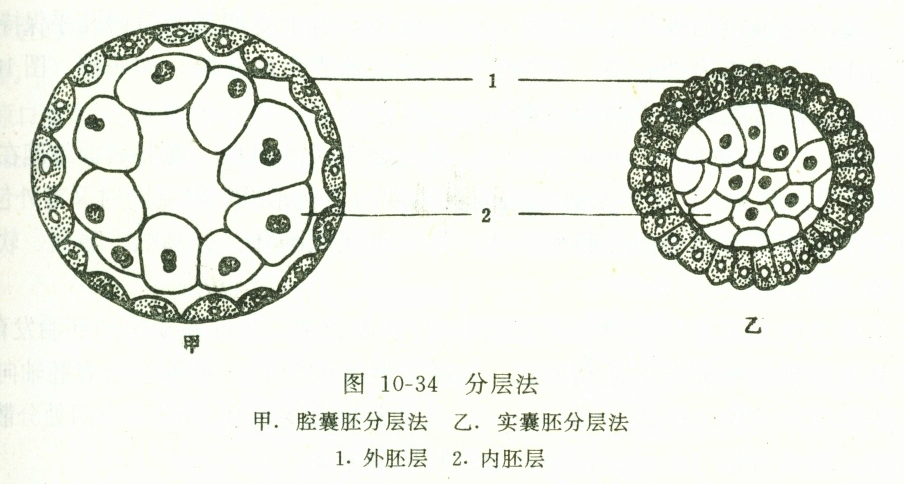 1
2
甲
乙
图 10-34 分层法
甲. 腔囊胚分层法 乙. 实囊胚分层法
1. 外胚层 2. 内胚层